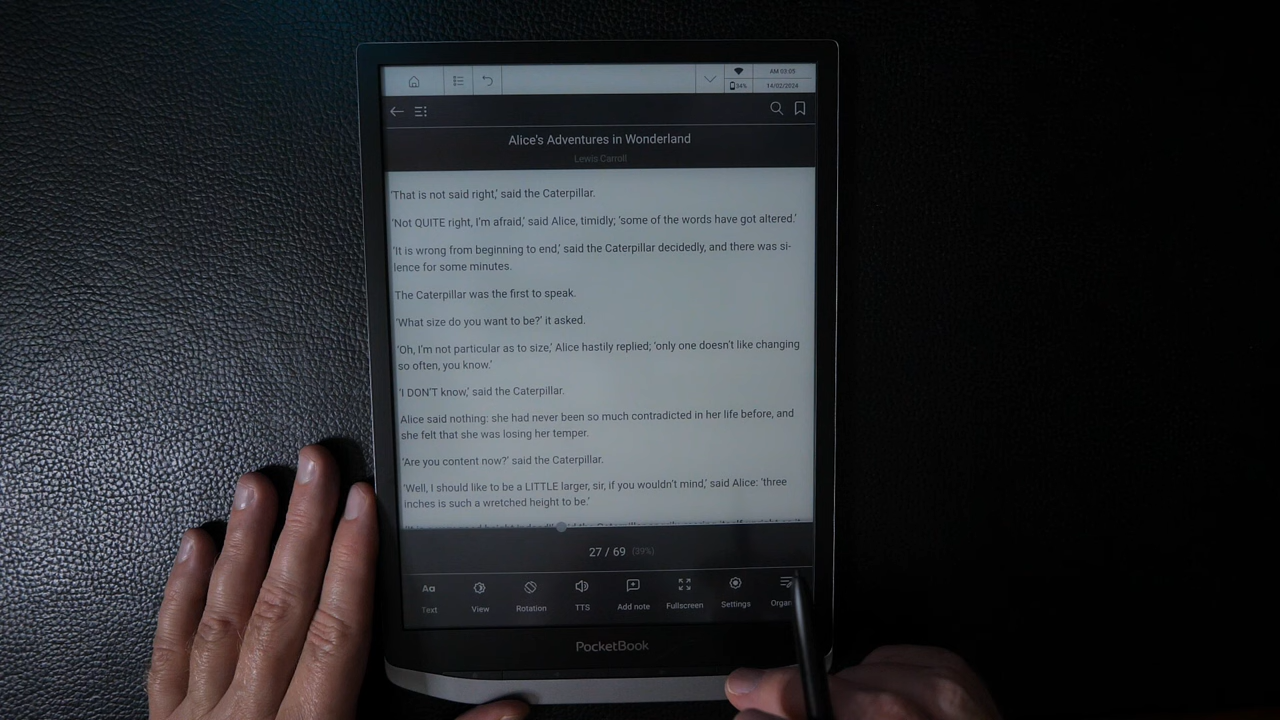 AM 03:05
34%
14/02/2024
Alice's Adventures in Wonderland
Lewis Carroll
'That is not said right,' said the Caterpillar.
'Not QUITE right, I'm afraid,' said Alice, timidly; 'some of the words have got altered.'
'It is wrong from beginning to end,' said the Caterpillar decidedly, and there was si-
lence for some minutes.
The Caterpillar was the first to speak.
'What size do you want to be?' it asked.
'Oh, I'm not particular as to size,' Alice hastily replied; 'only one doesn't like changing
so often, you know.'
'I DON'T know,' said the Caterpillar.
Alice said nothing: she had never been so much contradicted in her life before, and
she felt that she was losing her temper.
'Are you content now?' said the Caterpillar.
'Well, I should like to be a LITTLE larger, sir, if you wouldn't mind,' said Alice: 'three
inches is such a wretched height to be.'
27 / 69 (39%)
Aa
Text View Rotation TTS Add note Fullscreen Settings Organ
PocketBook